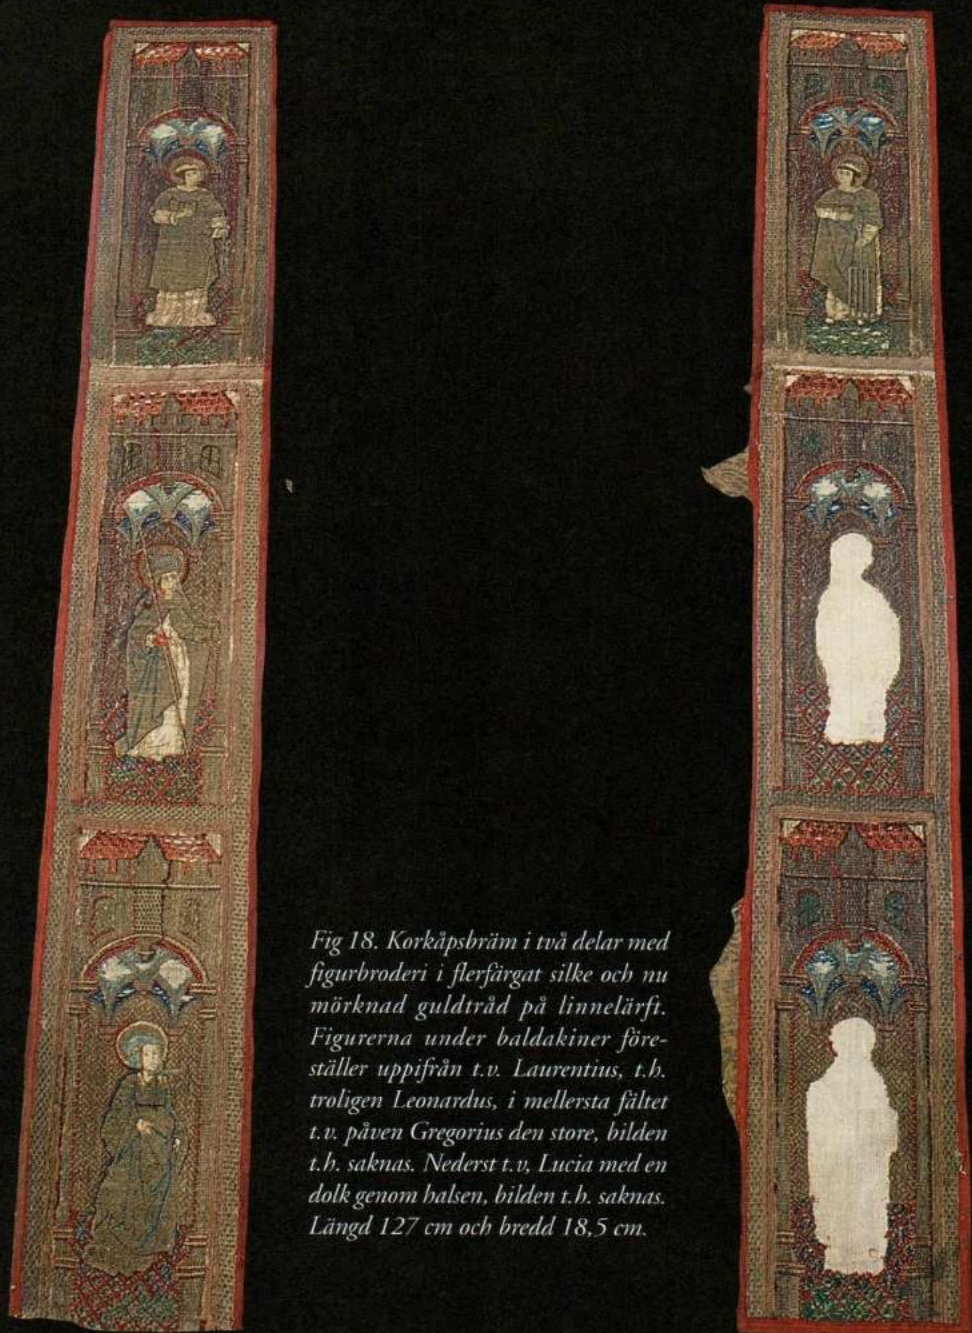 Fig 18. Korkåpsbräm i två delar med
figurbroderi i flerfärgat silke och nu
mörknad guldtråd på linnelärft.
Figurerna under baldakiner före-
ställer uppifrån t.v. Laurentius, t.h.
troligen Leonardus, i mellersta fältet
t.v. påven Gregorius den store, bilden
t.h. saknas. Nederst t.v, Lucia med en
dolk genom halsen, bilden t.h. saknas.
Längd 127 cm och bredd 18,5 cm.